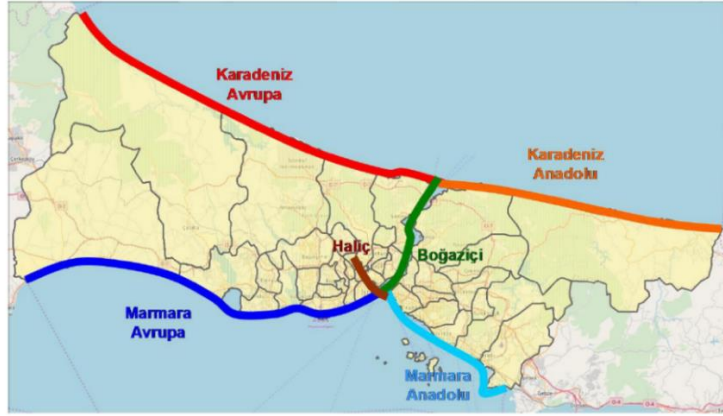 Karadeniz
Avrupa
Karadeniz
Anadolu
Haliç
Boğaziçi
Marmara
Avrupa
Marmara
Anadolu